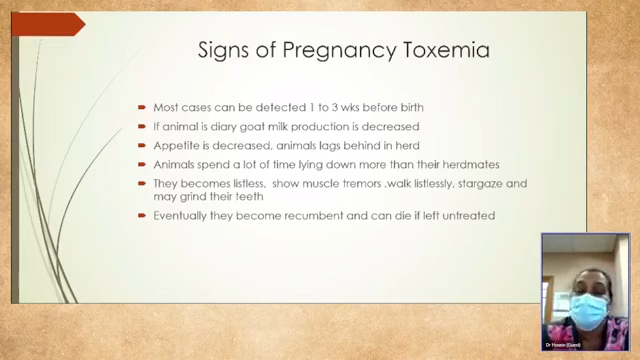 Signs of Pregnancy Toxemia
Most cases can be detected 1 to 3 wks before birth
If animal is diary goat milk production is decreased
Appetite is decreased, animals lags behind in herd
Animals spend a lot of time lying down more than their herdmates
They becomes listless, show muscle tremors ,walk listlessly, stargaze and
may grind their teeth
Eventually they become recumbent and can die if left untreated
Dr Hosein (Guest)